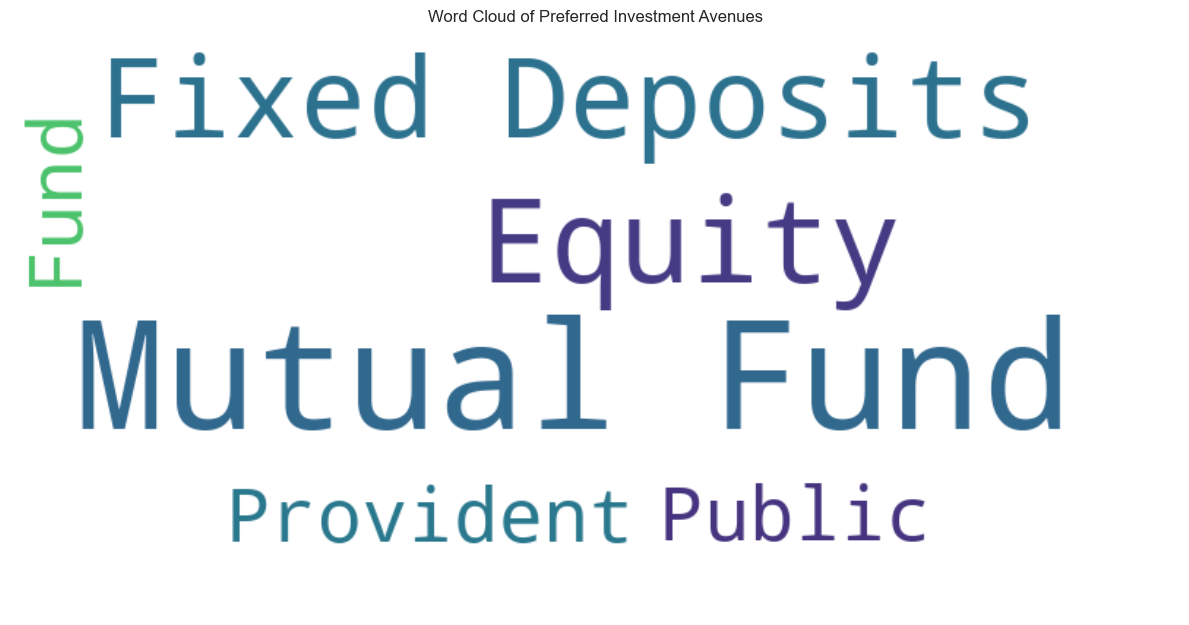 Word Cloud of Preferred Investment Avenues
Fixed Deposits
Fund
Equity
Mutual Fund
Provident Public